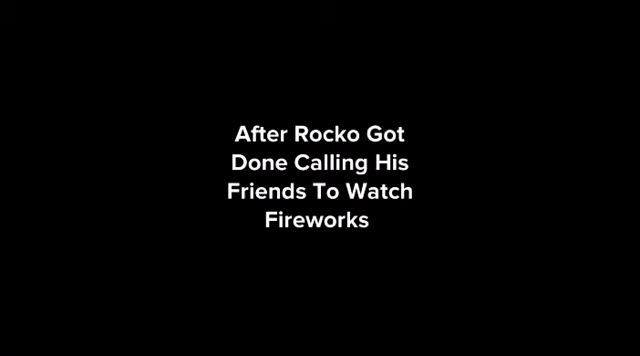 After Rocko Got
Done Calling His
Friends To Watch
Fireworks